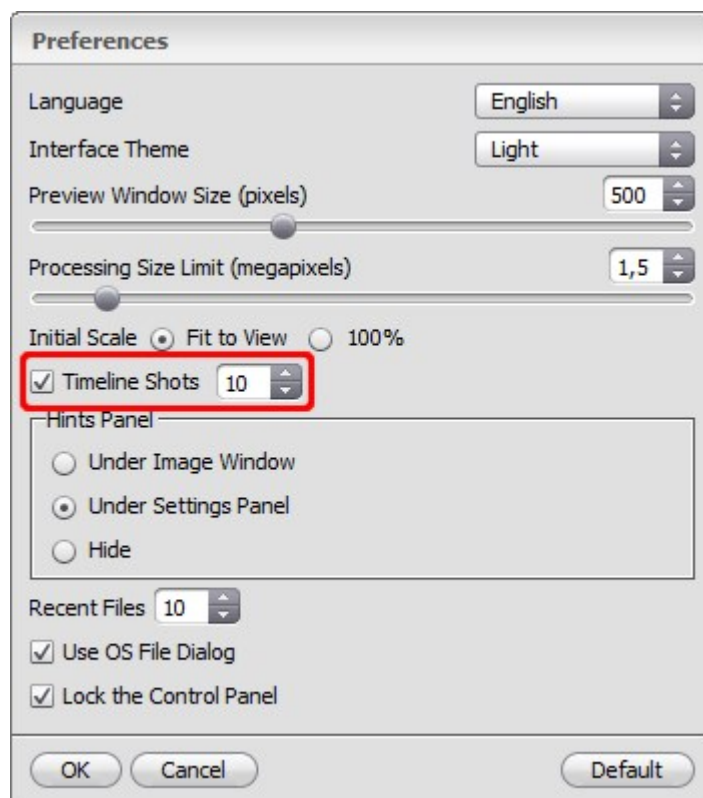 Preferences
Language English
Interface Theme Light
Preview Window Size (pixels) 500
Processing Size Limit (megapixels) 1,5
Initial Scale Fit to View 100%
Timeline Shots 10
Hints Panel
Under Image Window
Under Settings Panel
Hide
Recent Files 10
Use OS File Dialog
Lock the Control Panel
OK Cancel Default